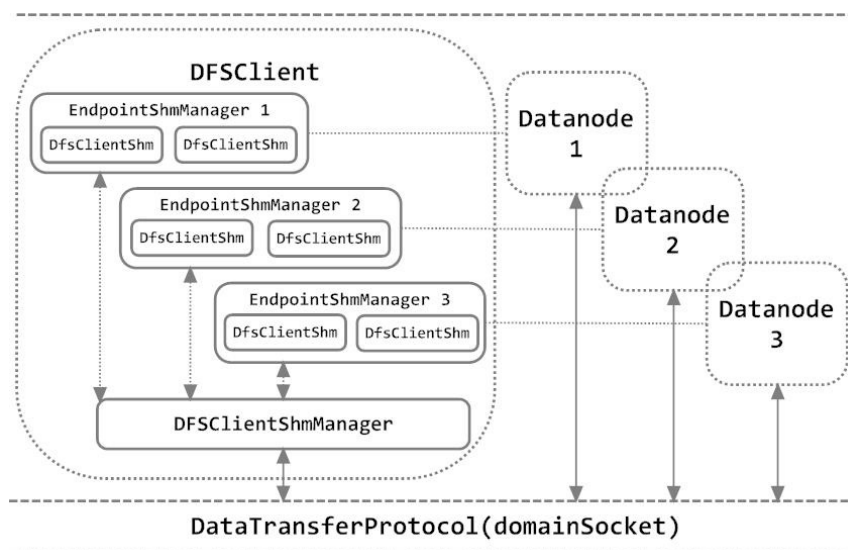 DFSClient
EndpointShmManager 1
DfsClientShm DfsClientShm
EndpointShmManager 2
DfsClientShm DfsClientShm
EndpointShmManager 3
DfsClientShm DfsClientShm
DFSClientShmManager
Datanode
1
Datanode
2
Datanode
3
DataTransferProtocol(domainSocket)